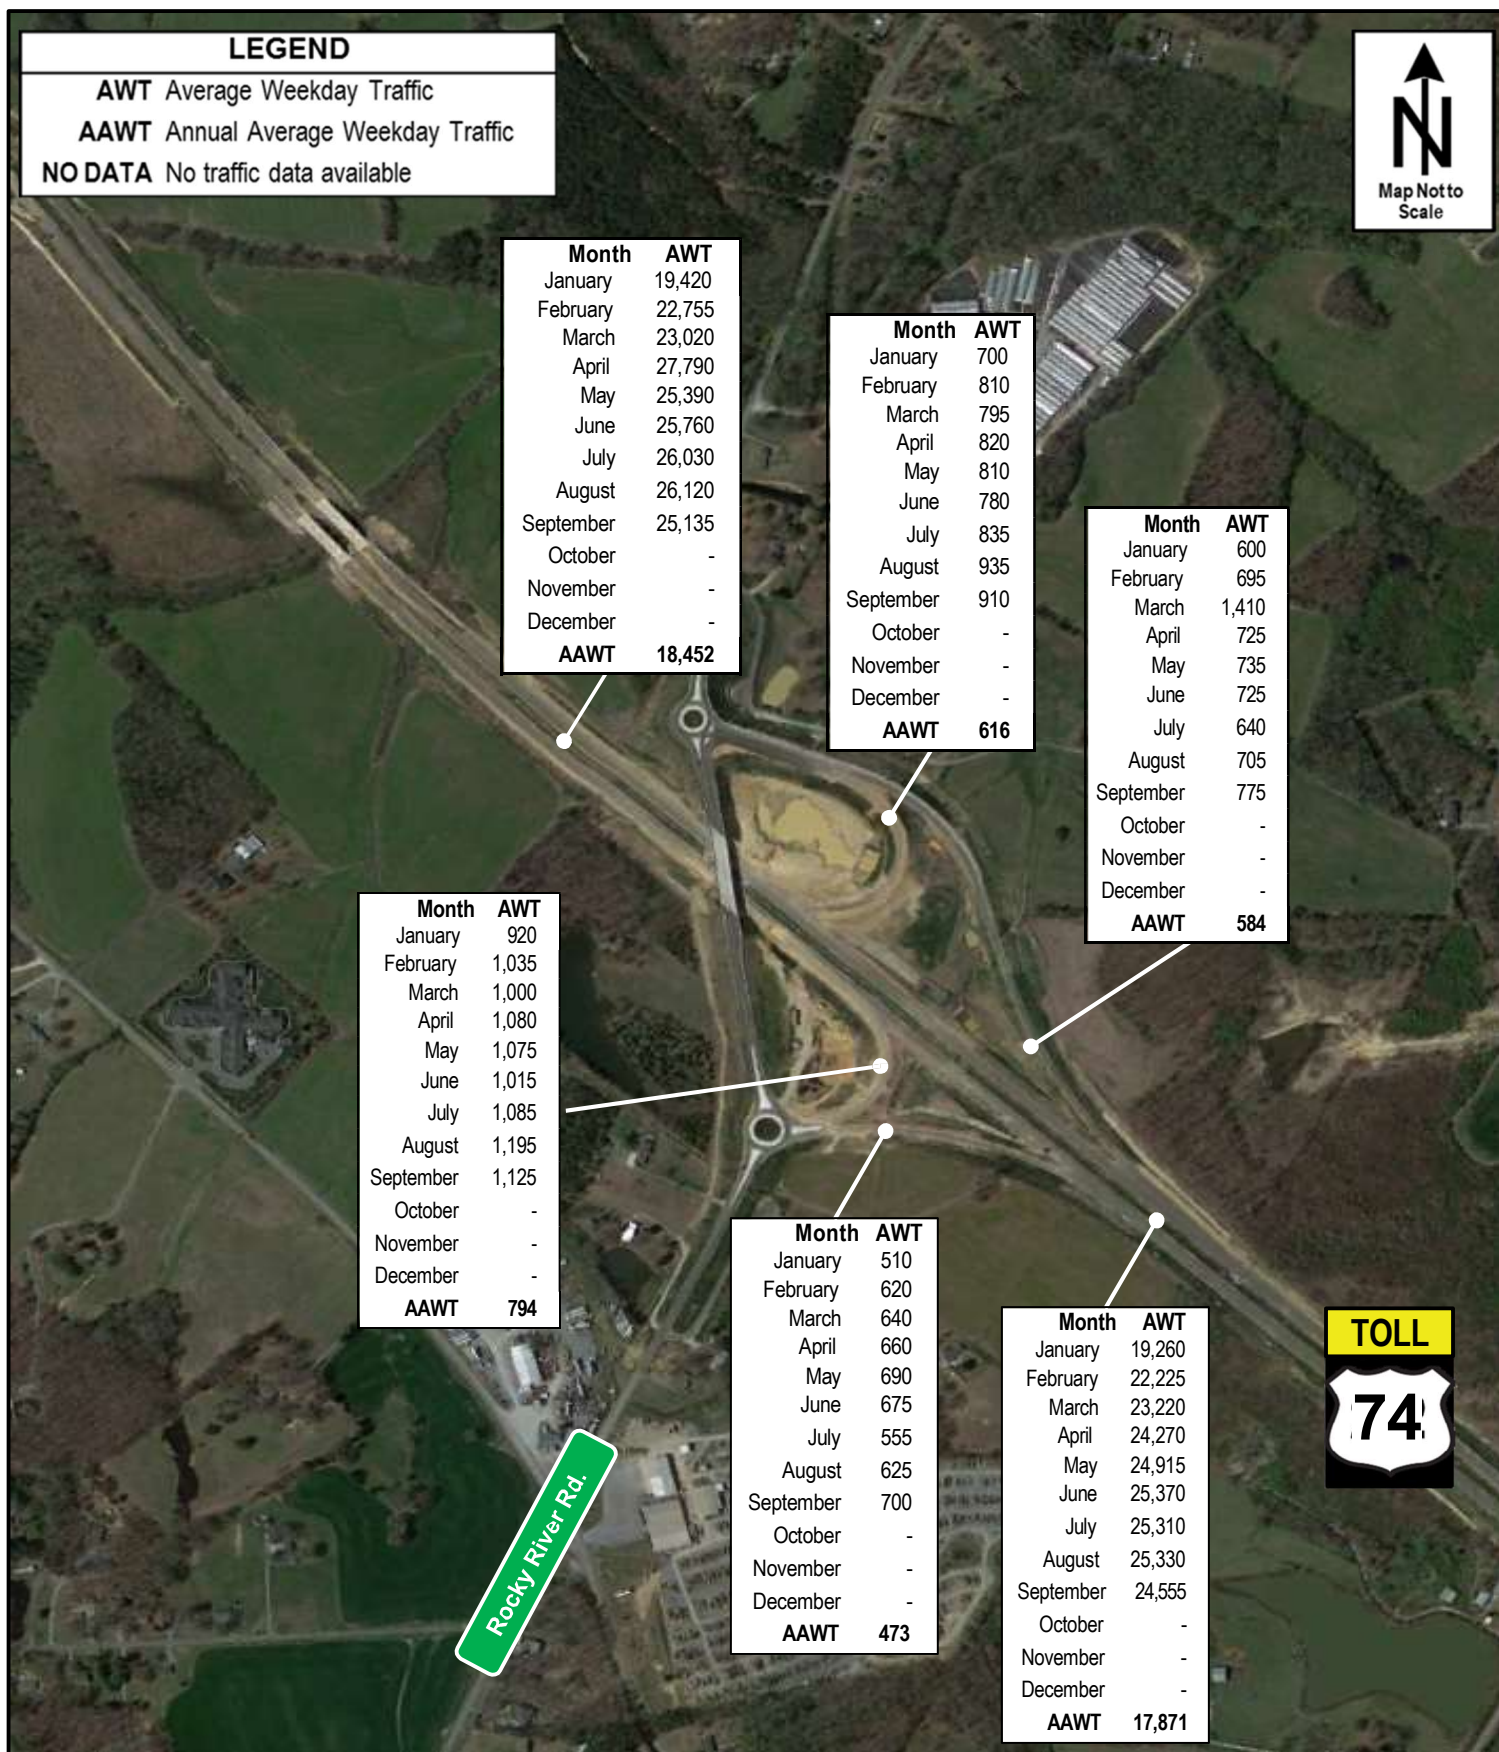 LEGEND
AWT Average Weekday Traffic
AAWT Annual Average Weekday Traffic
NO DATA No traffic data available
N
Map Not to
Scale
Month AWT
January 19,420
February 22,755
March 23,020
April 27,790
May 25,390
June 25,760
July 26,030
August 26,120
September 25,135
October -
November -
December -
AAWT 18,452
Month AWT
January 700
February 810
March 795
April 820
May 810
June 780
July 835
August 935
September 910
October -
November -
December -
AAWT 616
Month AWT
January 600
February 695
March 1,410
April 725
May 735
June 725
July 640
August 705
September 775
October -
November -
December -
AAWT 584
Month AWT
January 920
February 1,035
March 1,000
April 1,080
May 1,075
June 1,015
July 1,085
August 1,195
September 1,125
October -
November -
December -
AAWT 794
Month AWT
January 510
February 620
March 640
April 660
May 690
June 675
July 555
August 625
September 700
October -
November -
December -
AAWT 473
Month AWT
January 19,260
February 22,225
March 23,220
April 24,270
May 24,915
June 25,370
July 25,310
August 25,330
September 24,555
October -
November -
December -
AAWT 17,871
TOLL
74
Rocky River Rd.